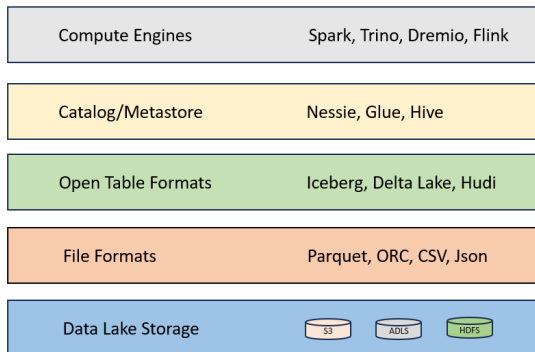 Compute Engines Spark, Trino, Dremio, Flink
Catalog/Metastore Nessie, Glue, Hive
Open Table Formats Iceberg, Delta Lake, Hudi
File Formats Parquet, ORC, CSV, Json
Data Lake Storage S3 ADLS HDFS